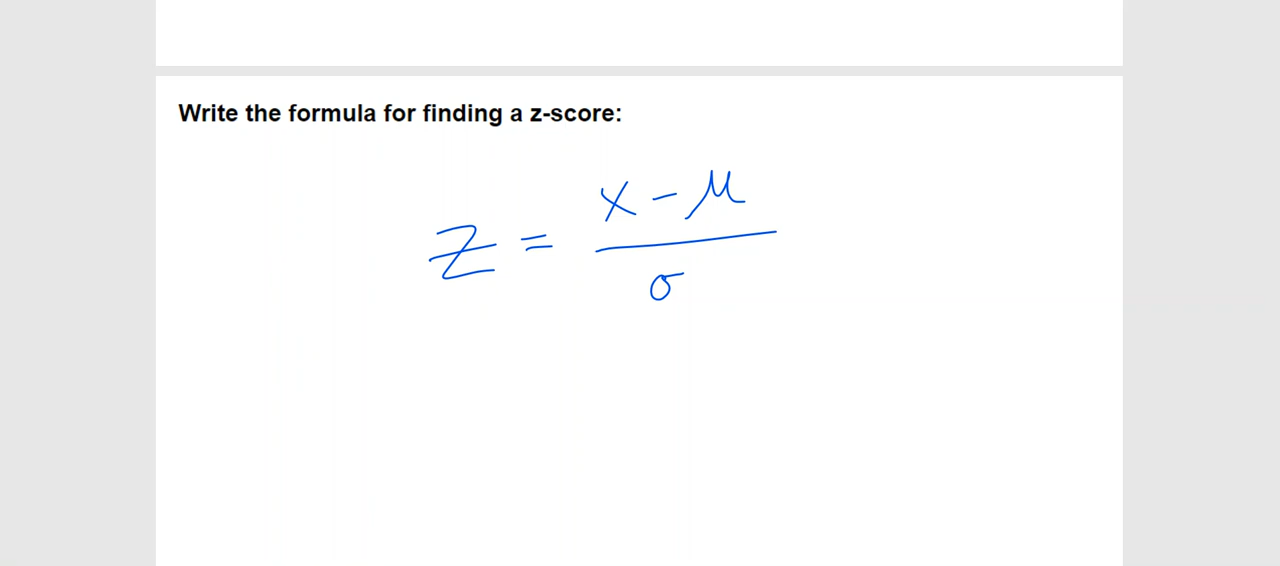 Write the formula for finding a z-score:
z = x - μ / σ